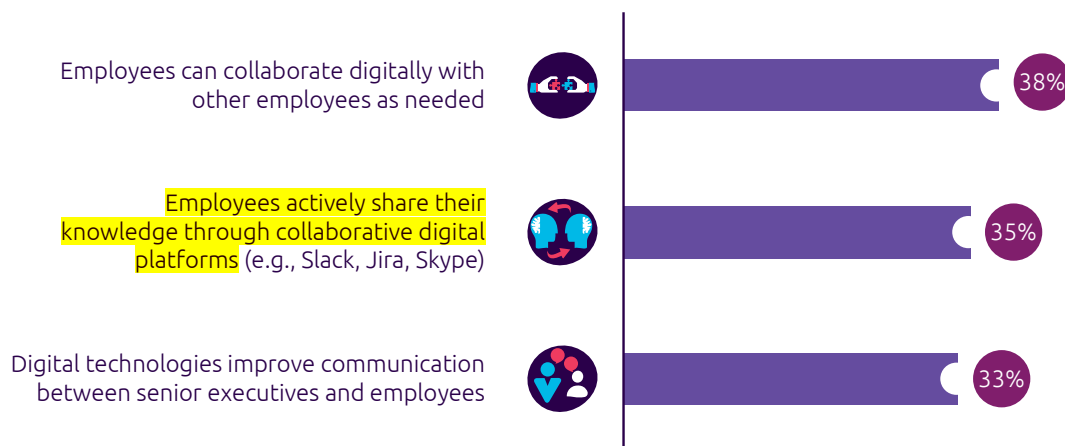 Employees can collaborate digitally with
other employees as needed
38%
Employees actively share their
knowledge through collaborative digital
platforms (e.g., Slack, Jira, Skype)
35%
Digital technologies improve communication
between senior executives and employees
33%